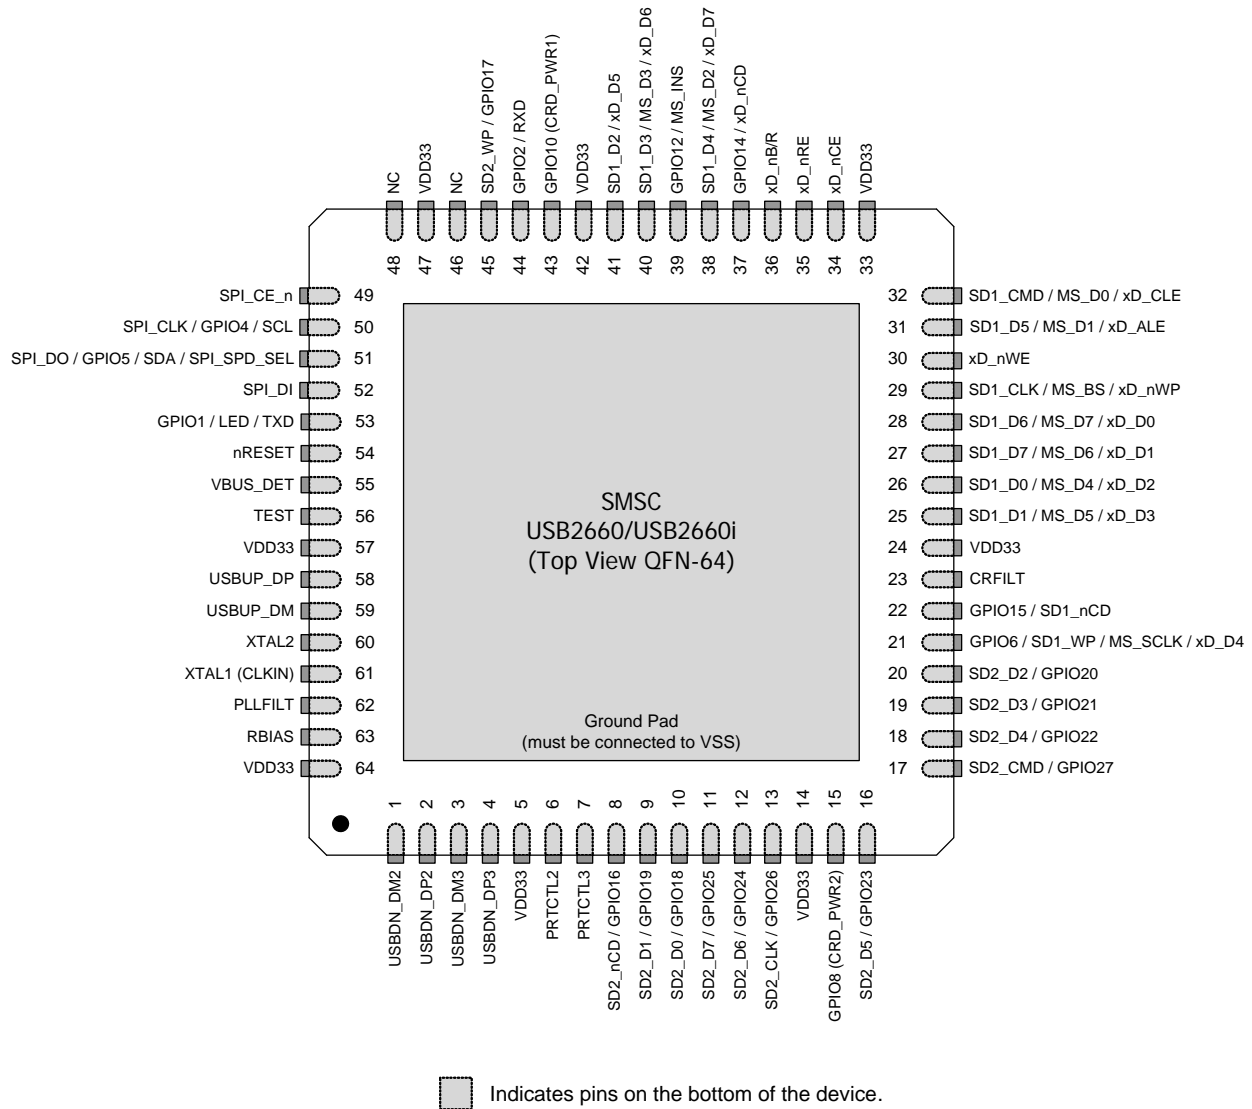 NC
VDD33
NC
SD2_WP / GPIO17
GPIO2 / RXD
GPIO10 (CRD_PWR1)
VDD33
SD1_D2 / xD_D5
SD1_D3 / MS_D3 / xD_D6
GPIO12 / MS_INS
SD1_D4 / MS_D2 / xD_D7
GPIO14 / xD_nCD
xD_nB/R
xD_nRE
xD_nCE
VDD33
48
47
46
45
44
43
42
41
40
39
38
37
36
35
34
33
SPI_CE_n 49
SPI_CLK / GPIO4 / SCL 50
SPI_DO / GPIO5 / SDA / SPI_SPD_SEL 51
SPI_DI 52
GPIO1 / LED / TXD 53
nRESET 54
VBUS_DET 55
TEST 56
VDD33 57
USBUP_DP 58
USBUP_DM 59
XTAL2 60
XTAL1 (CLKIN) 61
PLLFILT 62
RBIAS 63
VDD33 64
SMSC
USB2660/USB2660i
(Top View QFN-64)
Ground Pad
(must be connected to VSS)
32 SD1_CMD / MS_D0 / xD_CLE
31 SD1_D5 / MS_D1 / xD_ALE
30 xD_nWE
29 SD1_CLK / MS_BS / xD_nWP
28 SD1_D6 / MS_D7 / xD_D0
27 SD1_D7 / MS_D6 / xD_D1
26 SD1_D0 / MS_D4 / xD_D2
25 SD1_D1 / MS_D5 / xD_D3
24 VDD33
23 CRFILT
22 GPIO15 / SD1_nCD
21 GPIO6 / SD1_WP / MS_SCLK / xD_D4
20 SD2_D2 / GPIO20
19 SD2_D3 / GPIO21
18 SD2_D4 / GPIO22
17 SD2_CMD / GPIO27
1
2
3
4
5
6
7
8
9
10
11
12
13
14
15
16
USBDN_DM2
USBDN_DP2
USBDN_DM3
USBDN_DP3
VDD33
PRTCTL2
PRTCTL3
SD2_nCD / GPIO16
SD2_D1 / GPIO19
SD2_D0 / GPIO18
SD2_D7 / GPIO25
SD2_D6 / GPIO24
SD2_CLK / GPIO26
VDD33
GPIO8 (CRD_PWR2)
SD2_D5 / GPIO23
Indicates pins on the bottom of the device.